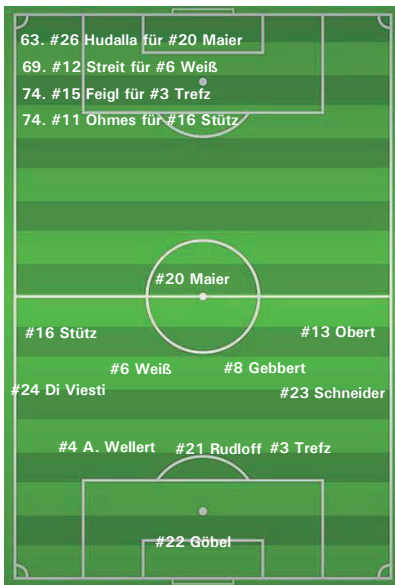 63. #26 Hudalla für #20 Maier
69. #12 Streit für #6 Weiß
74. #15 Feigl für #3 Trefz
74. #11 Ohmes für #16 Stütz
#20 Maier
#16 Stütz
#13 Obert
#6 Weiß
#8 Gebbert
#24 Di Viesti
#23 Schneider
#4 A. Wellert
#21 Rudloff
#3 Trefz
#22 Göbel